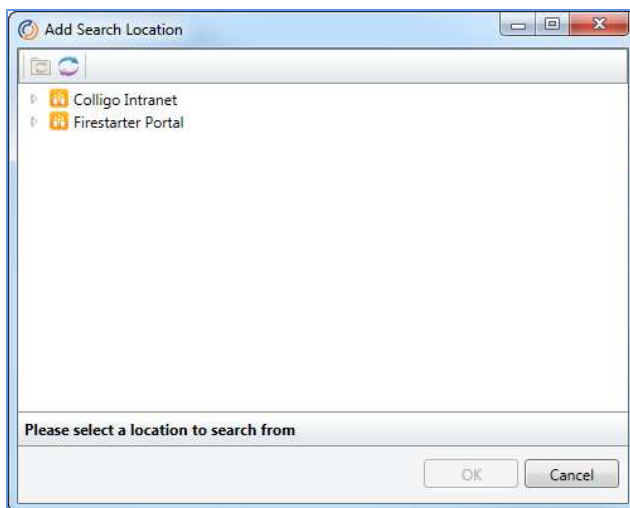 Add Search Location
Colligo Intranet
Firestarter Portal
Please select a location to search from
OK Cancel